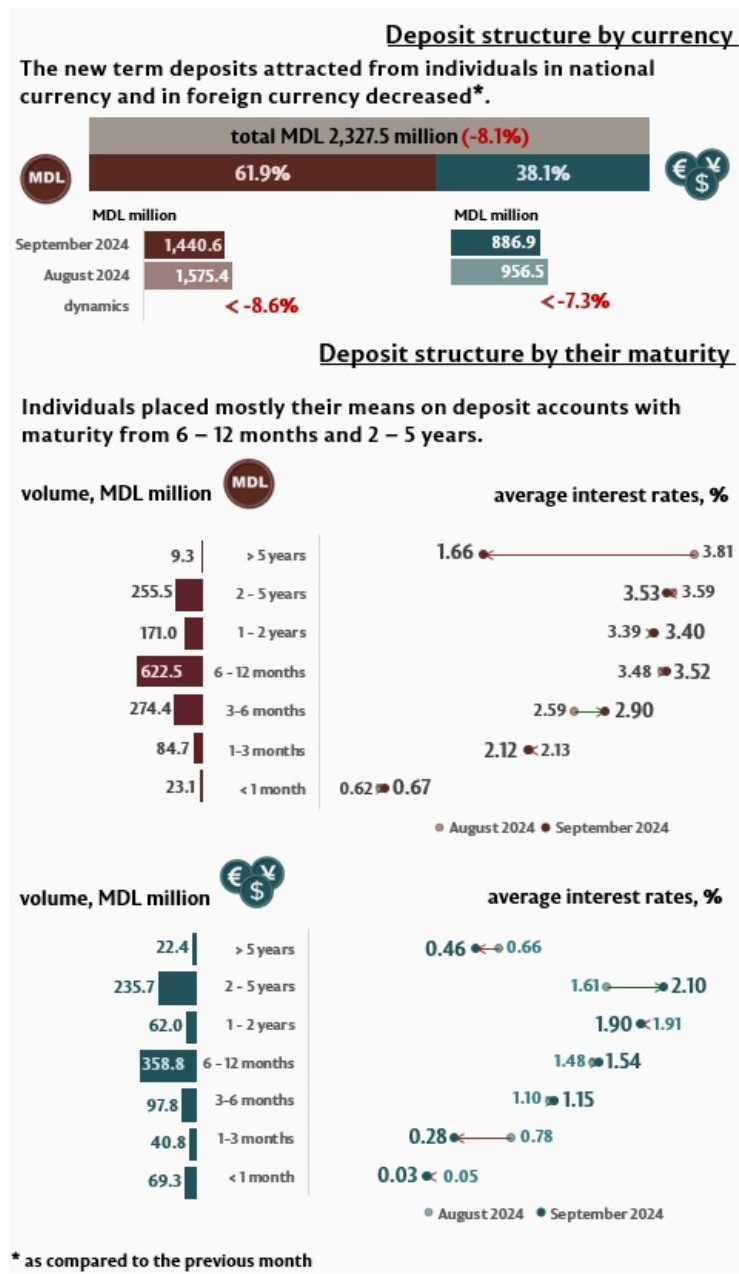 Deposit structure by currency
The new term deposits attracted from individuals in national
currency and in foreign currency decreased*.
total MDL 2,327.5 million (-8.1%)
MDL 61.9% 38.1% € ¥ $
MDL million MDL million
September 2024 1,440.6 886.9
August 2024 1,575.4 956.5
dynamics < -8.6% < -7.3%
Deposit structure by their maturity
Individuals placed mostly their means on deposit accounts with
maturity from 6 – 12 months and 2 – 5 years.
volume, MDL million MDL average interest rates, %
9.3 > 5 years 1.66 3.81
255.5 2 - 5 years 3.53 3.59
171.0 1 - 2 years 3.39 3.40
622.5 6 - 12 months 3.48 3.52
274.4 3-6 months 2.59 2.90
84.7 1-3 months 2.12 2.13
23.1 < 1 month 0.62 0.67
August 2024 September 2024
volume, MDL million € ¥ $ average interest rates, %
22.4 > 5 years 0.46 0.66
235.7 2 - 5 years 1.61 2.10
62.0 1 - 2 years 1.90 1.91
358.8 6 - 12 months 1.48 1.54
97.8 3-6 months 1.10 1.15
40.8 1-3 months 0.28 0.78
69.3 < 1 month 0.03 0.05
August 2024 September 2024
* as compared to the previous month